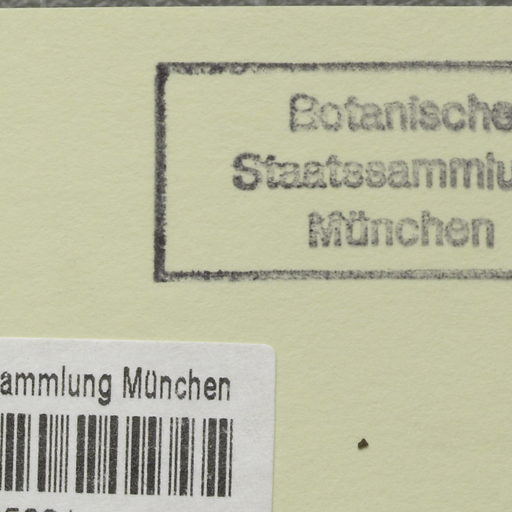 Botanische
Staatssammlu
München
ammlung München